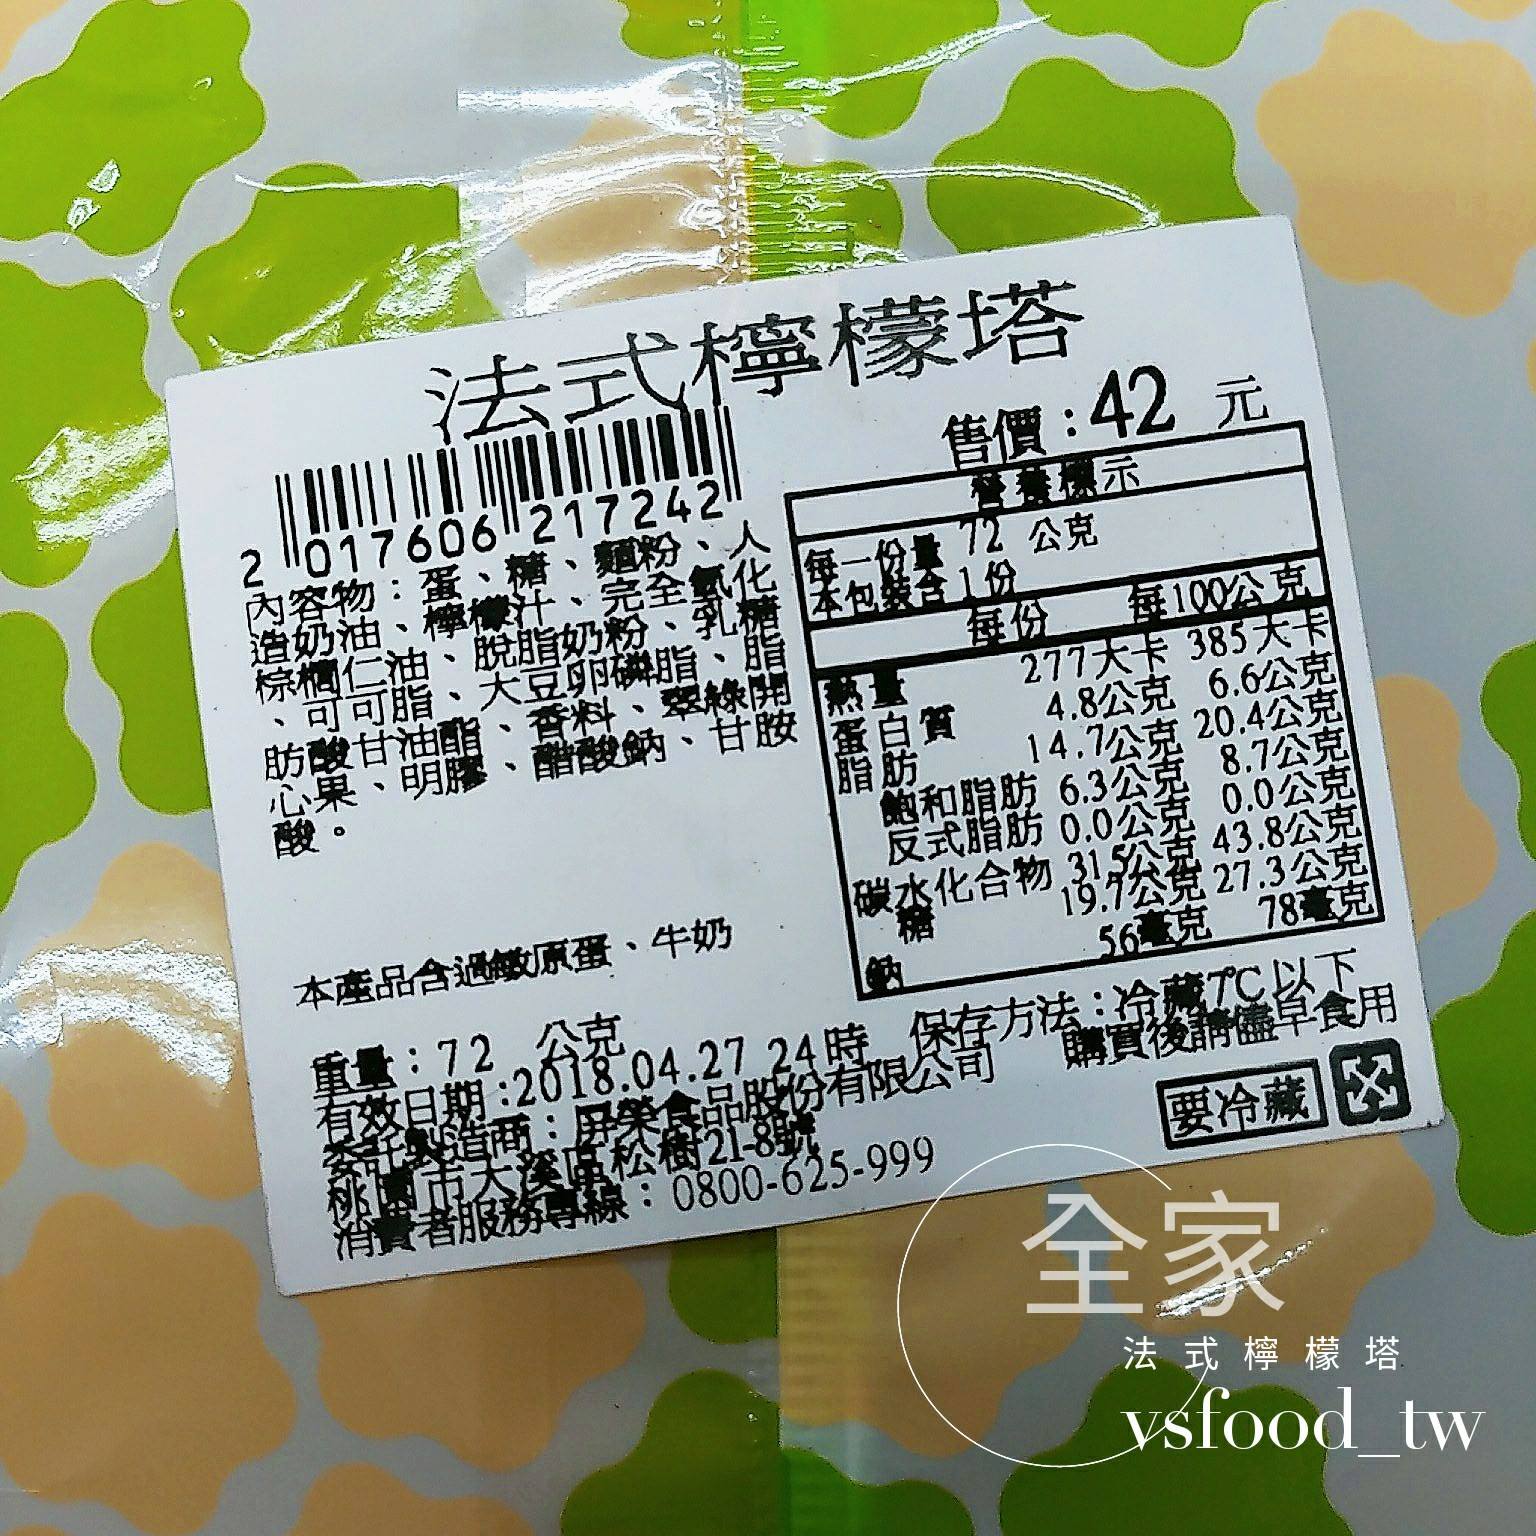 法式檸檬塔
售價：42 元
2 017606 217242
內容物：蛋、糖、麵粉、人
造奶油、檸檬汁、完全氫化
棕櫚仁油、脫脂奶粉、乳糖
、可可脂、大豆卵磷脂、脂
肪酸甘油酯、香料、翠綠開
心果、明膠、醋酸鈉、甘胺
酸。
本產品含過敏原蛋、牛奶
營養標示
每一份量 72 公克
本包裝含 1 份
每份 每100公克
熱量 277大卡 385大卡
蛋白質 4.8公克 6.6公克
脂肪 14.7公克 20.4公克
飽和脂肪 6.3公克 8.7公克
反式脂肪 0.0公克 0.0公克
碳水化合物 31.5公克 43.8公克
糖 19.7公克 27.3公克
鈉 56毫克 78毫克
重量：72 公克
有效日期：2018.04.27 24時
委託製造商：屏榮食品股份有限公司
桃園市大溪區松樹21-8號
消費者服務專線：0800-625-999
保存方法：冷藏7℃以下
購買後請儘早食用
要冷藏
全家
法式檸檬塔
vsfood_tw